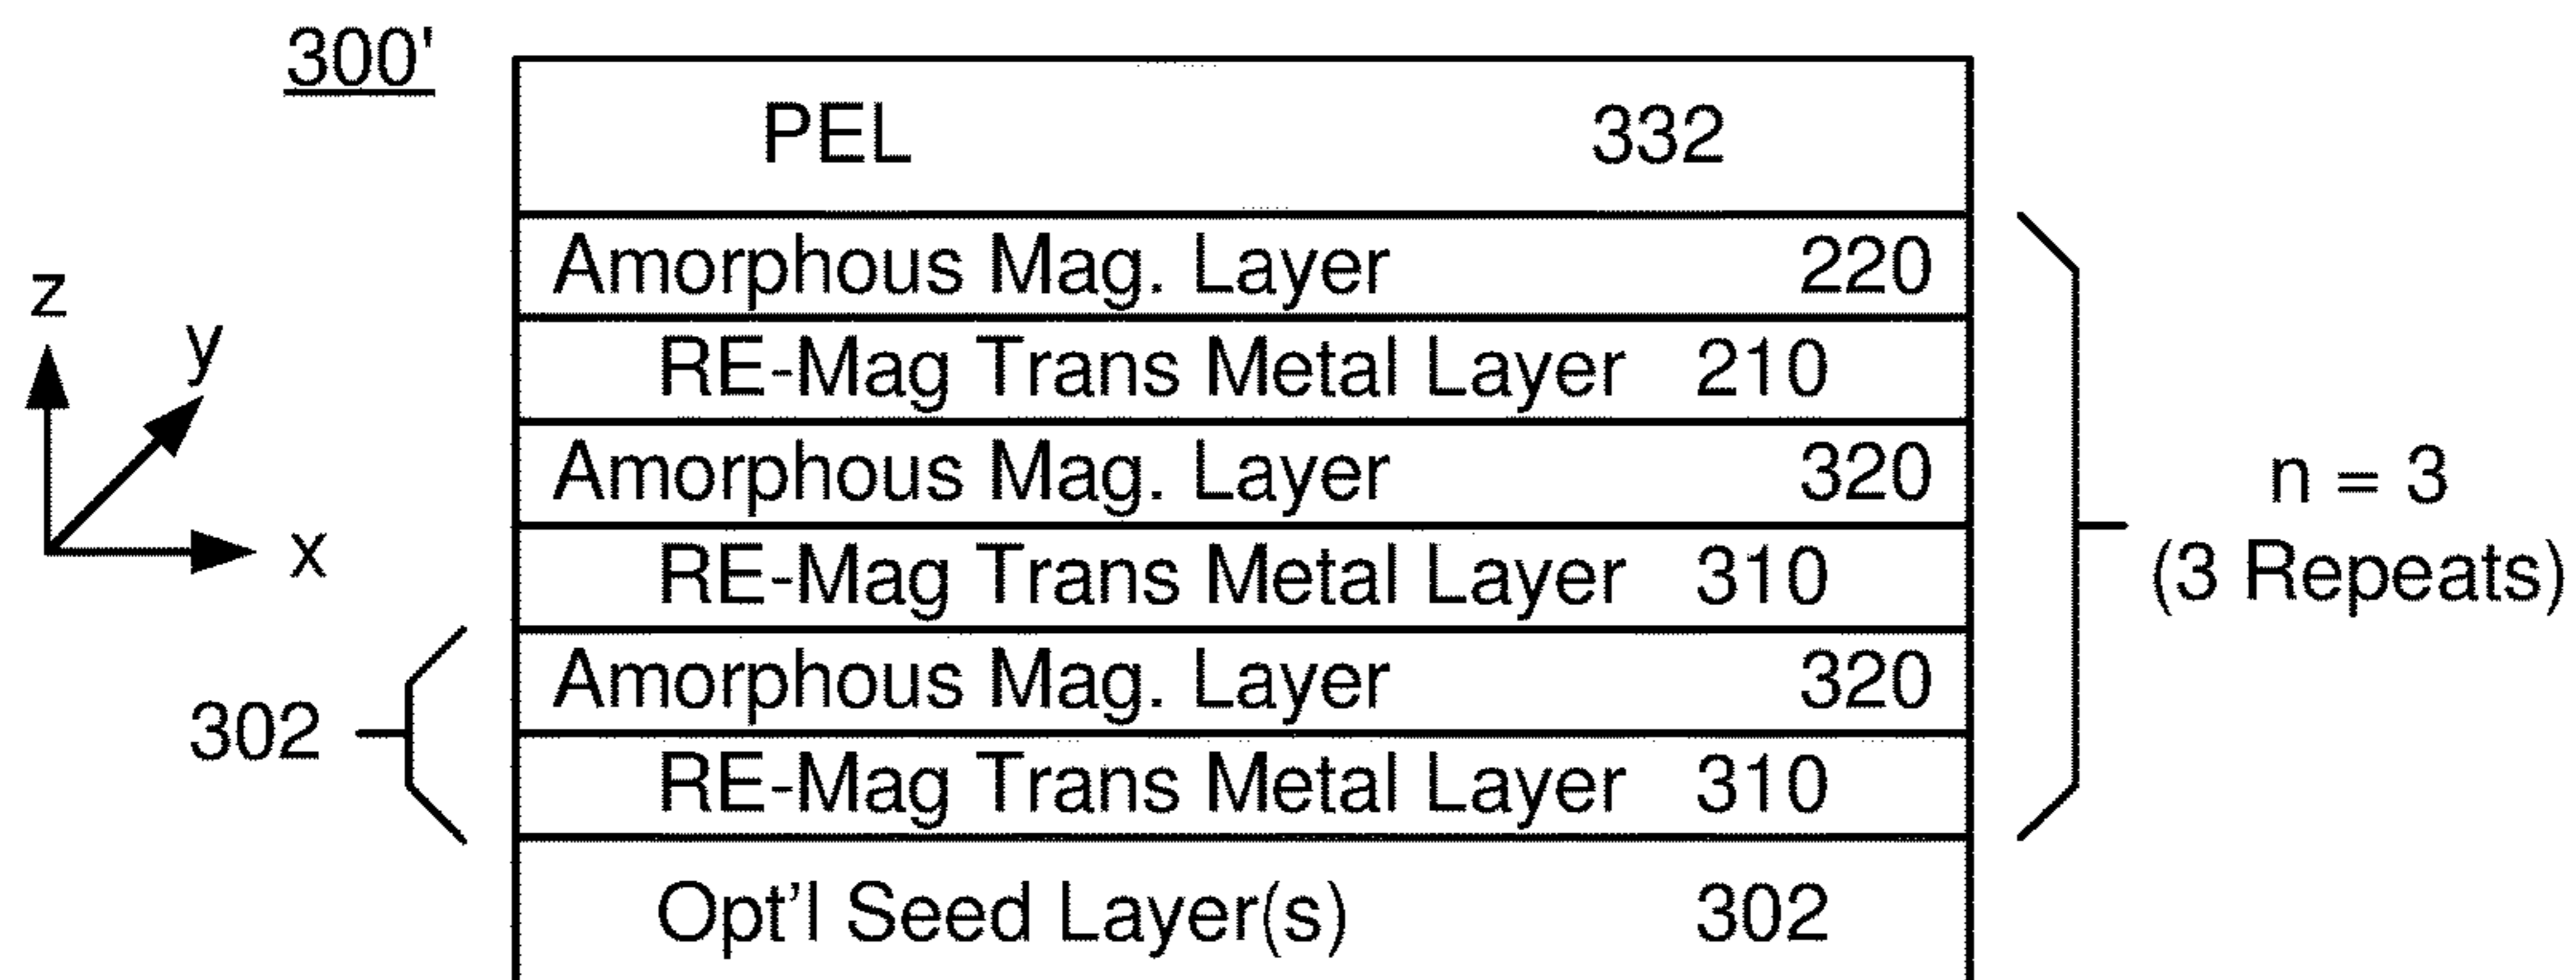 300'
PEL 332
Amorphous Mag. Layer 220
z
y
RE-Mag Trans Metal Layer 210
Amorphous Mag. Layer 320
n = 3
x
RE-Mag Trans Metal Layer 310
(3 Repeats)
302
Amorphous Mag. Layer 320
RE-Mag Trans Metal Layer 310
Opt'l Seed Layer(s) 302